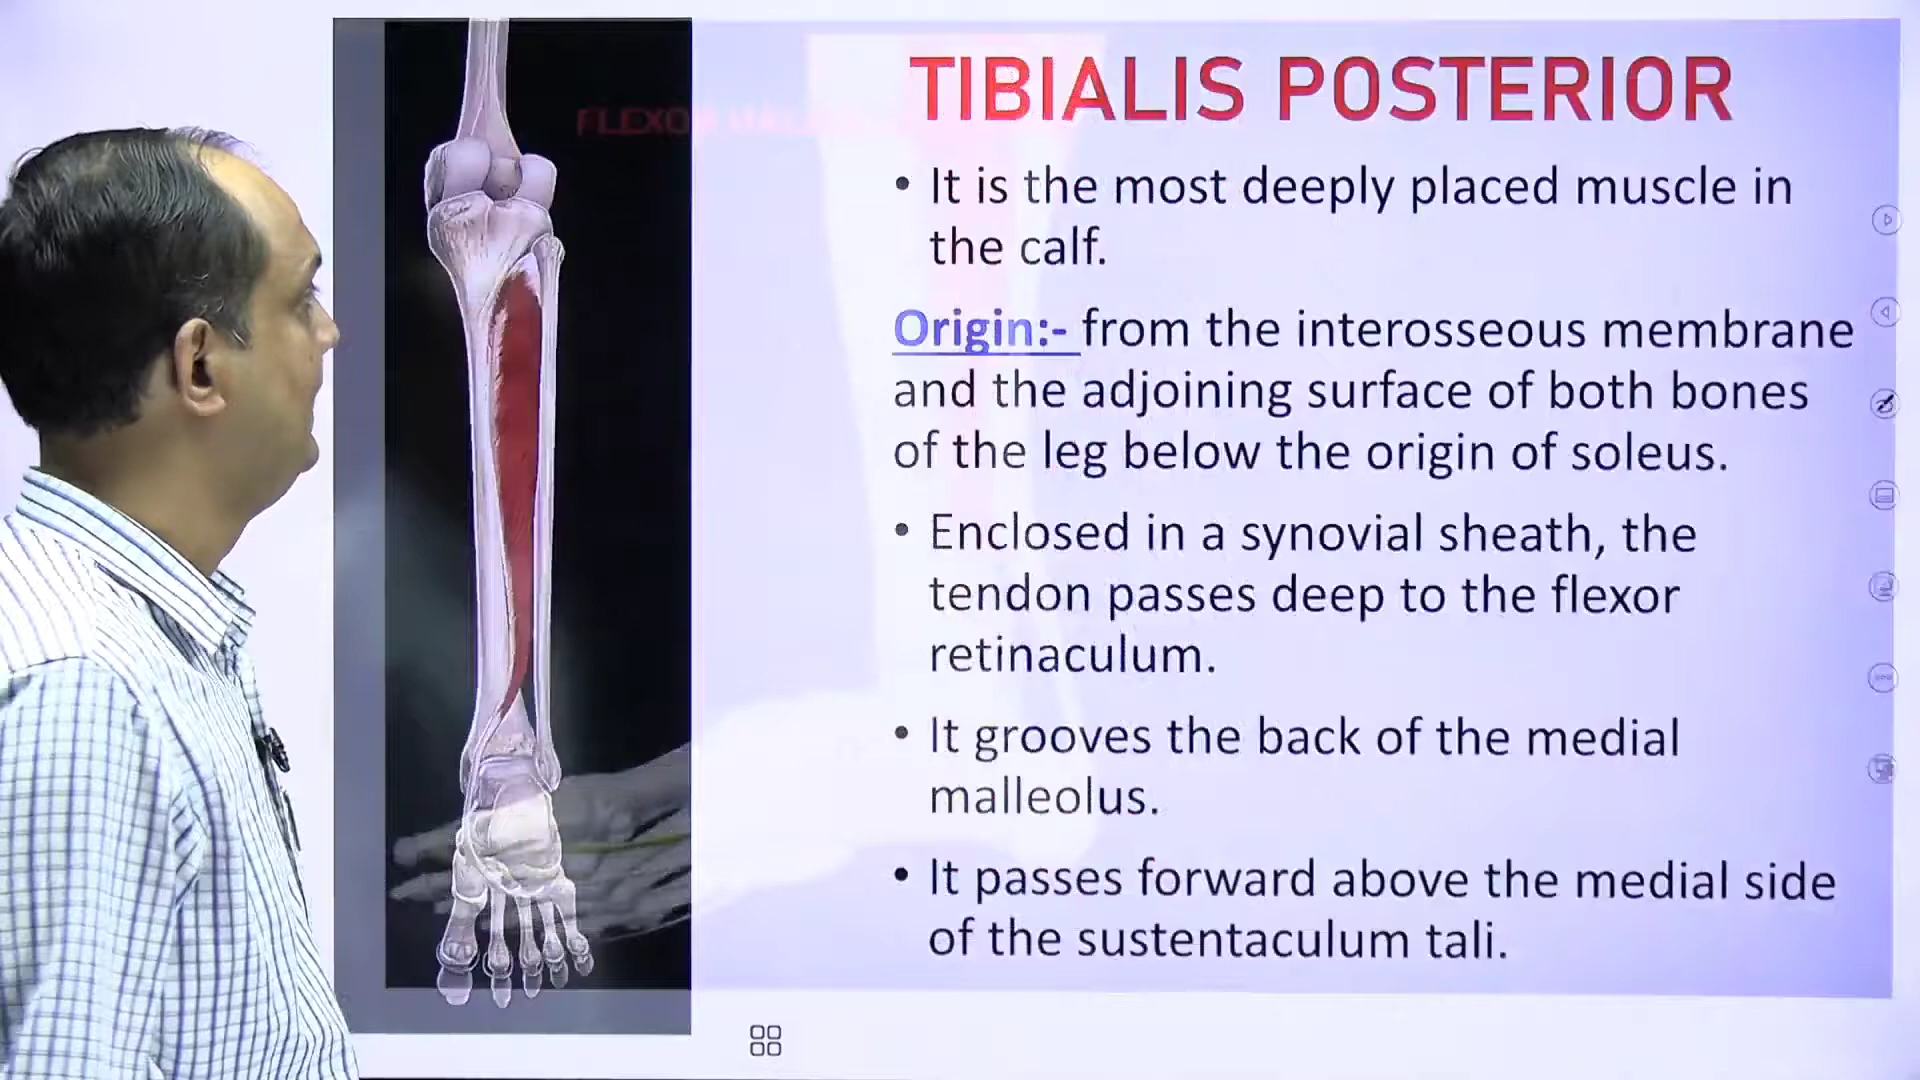 TIBIALIS POSTERIOR
• It is the most deeply placed muscle in
the calf.
Origin:- from the interosseous membrane
and the adjoining surface of both bones
of the leg below the origin of soleus.
• Enclosed in a synovial sheath, the
tendon passes deep to the flexor
retinaculum.
• It grooves the back of the medial
malleolus.
• It passes forward above the medial side
of the sustentaculum tali.